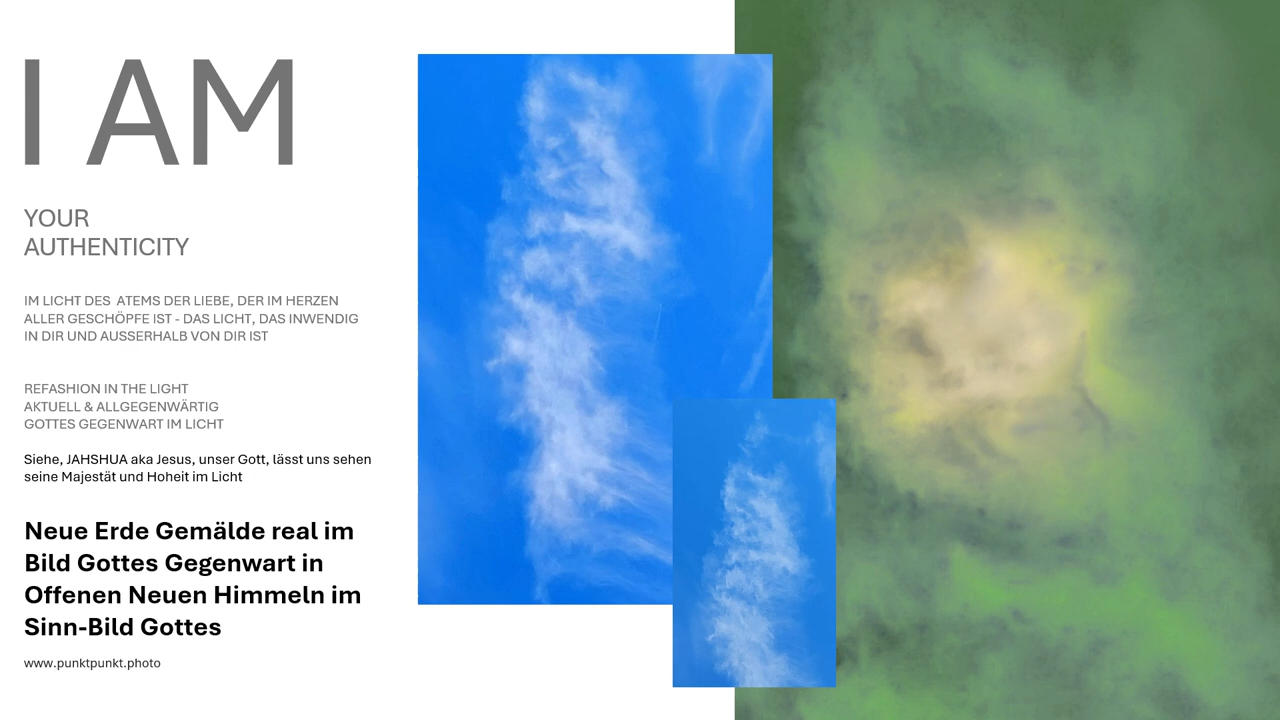 I AM
YOUR
AUTHENTICITY
IM LICHT DES  ATEMS DER LIEBE, DER IM HERZEN
ALLER GESCHÖPFE IST - DAS LICHT, DAS INWENDIG
IN DIR UND AUSSERHALB VON DIR IST
REFASHION IN THE LIGHT
AKTUELL & ALLGEGENWÄRTIG
GOTTES GEGENWART IM LICHT
Siehe, JAHSHUA aka Jesus, unser Gott, lässt uns sehen
seine Majestät und Hoheit im Licht
Neue Erde Gemälde real im
Bild Gottes Gegenwart in
Offenen Neuen Himmeln im
Sinn-Bild Gottes
www.punktpunkt.photo